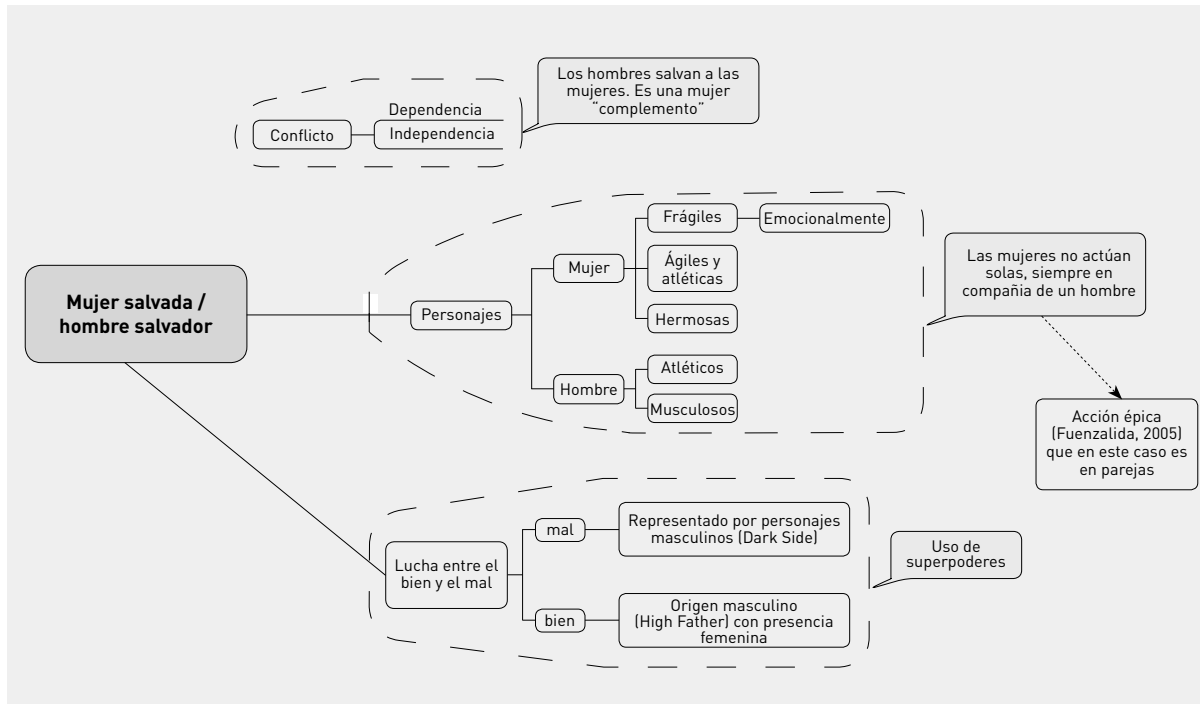 Los hombres salvan a las
mujeres. Es una mujer
“complemento”
Dependencia
Conflicto
Independencia
Frágiles
Emocionalmente
Mujer
Ágiles y
atléticas
Hermosas
Las mujeres no actúan
solas, siempre en
compañia de un hombre
Mujer salvada /
hombre salvador
Personajes
Hombre
Atléticos
Musculosos
Acción épica
(Fuenzalida, 2005)
que en este caso es
en parejas
Lucha entre el
bien y el mal
mal
Representado por personajes
masculinos (Dark Side)
bien
Origen masculino
(High Father) con presencia
femenina
Uso de
superpoderes